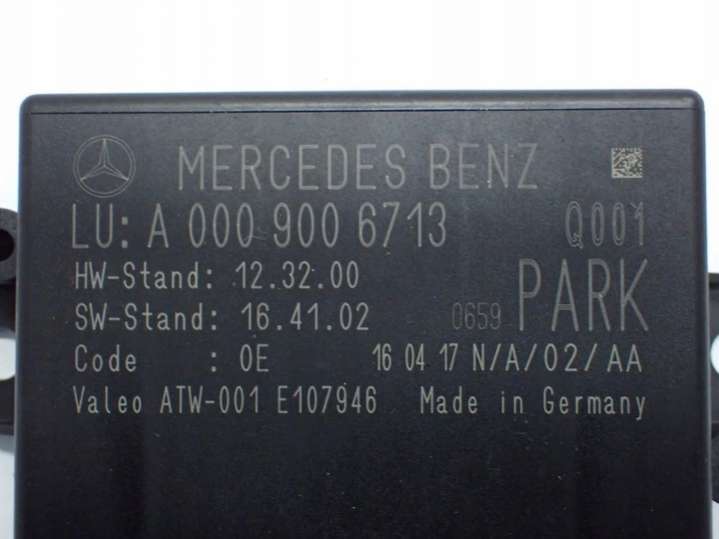 MERCEDES BENZ
LU: A 000 900 6713 Q001
HW-Stand: 12.32.00
SW-Stand: 16.41.02 0659 PARK
Code : 0E 16 04 17 N/A/02/AA
Valeo ATW-001 E107946 Made in Germany